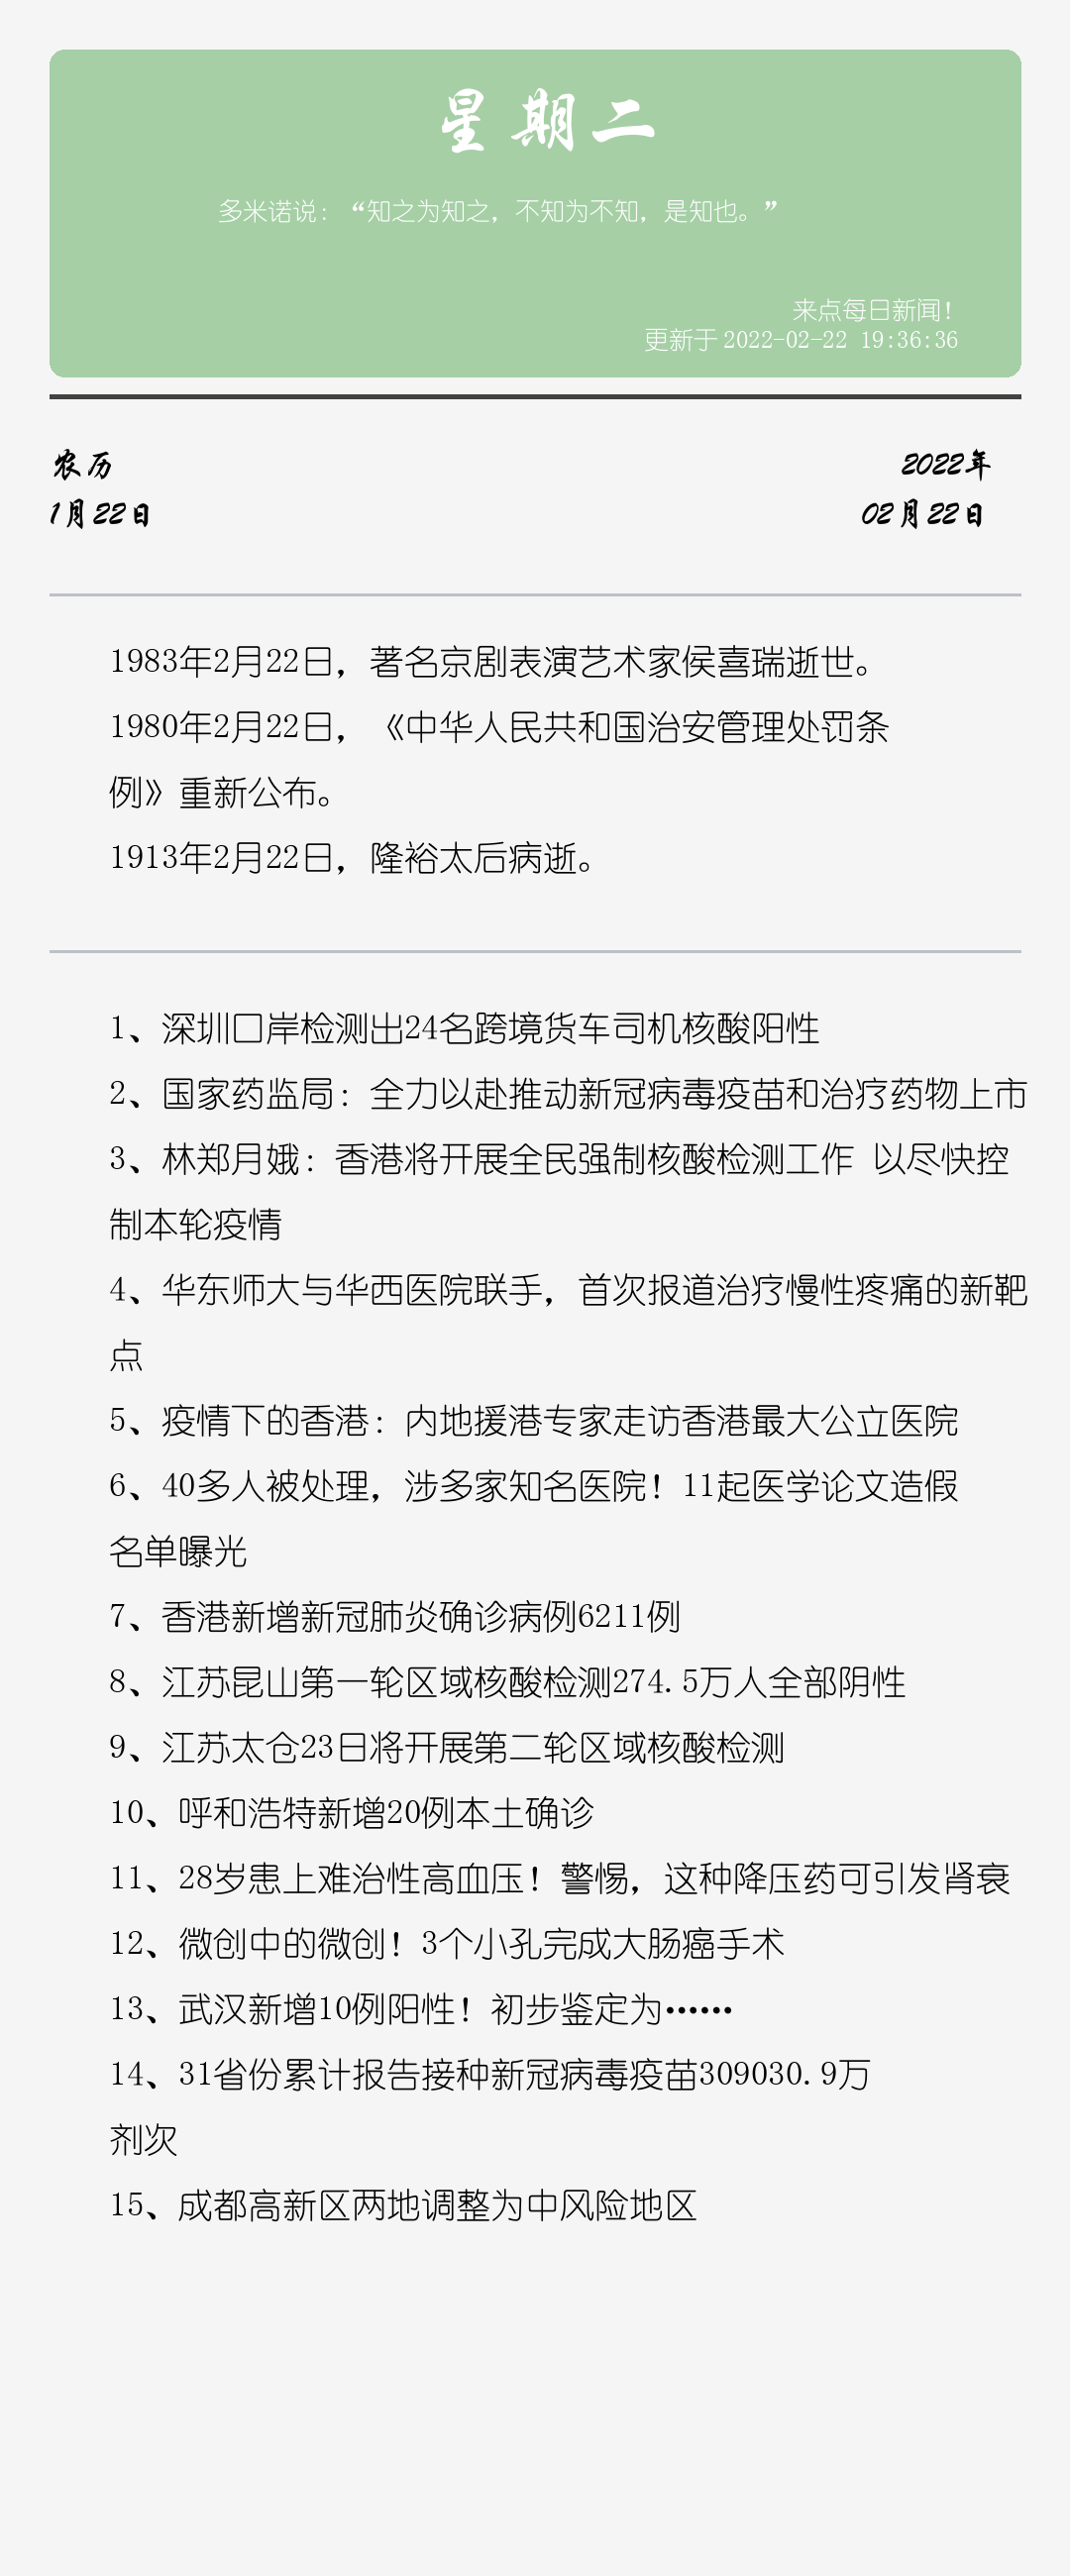 星期二
多米诺说：“知之为知之，不知为不知，是知也。”
来点每日新闻！
更新于 2022-02-22 19:36:36
农历
2022年
1月22日
02月22日
1983年2月22日，著名京剧表演艺术家侯喜瑞逝世。
1980年2月22日，《中华人民共和国治安管理处罚条
例》重新公布。
1913年2月22日，隆裕太后病逝。
1、深圳口岸检测出24名跨境货车司机核酸阳性
2、国家药监局：全力以赴推动新冠病毒疫苗和治疗药物上市
3、林郑月娥：香港将开展全民强制核酸检测工作 以尽快控
制本轮疫情
4、华东师大与华西医院联手，首次报道治疗慢性疼痛的新靶
点
5、疫情下的香港：内地援港专家走访香港最大公立医院
6、40多人被处理，涉多家知名医院！11起医学论文造假
名单曝光
7、香港新增新冠肺炎确诊病例6211例
8、江苏昆山第一轮区域核酸检测274.5万人全部阴性
9、江苏太仓23日将开展第二轮区域核酸检测
10、呼和浩特新增20例本土确诊
11、28岁患上难治性高血压！警惕，这种降压药可引发肾衰
12、微创中的微创！3个小孔完成大肠癌手术
13、武汉新增10例阳性！初步鉴定为……
14、31省份累计报告接种新冠病毒疫苗309030.9万
剂次
15、成都高新区两地调整为中风险地区